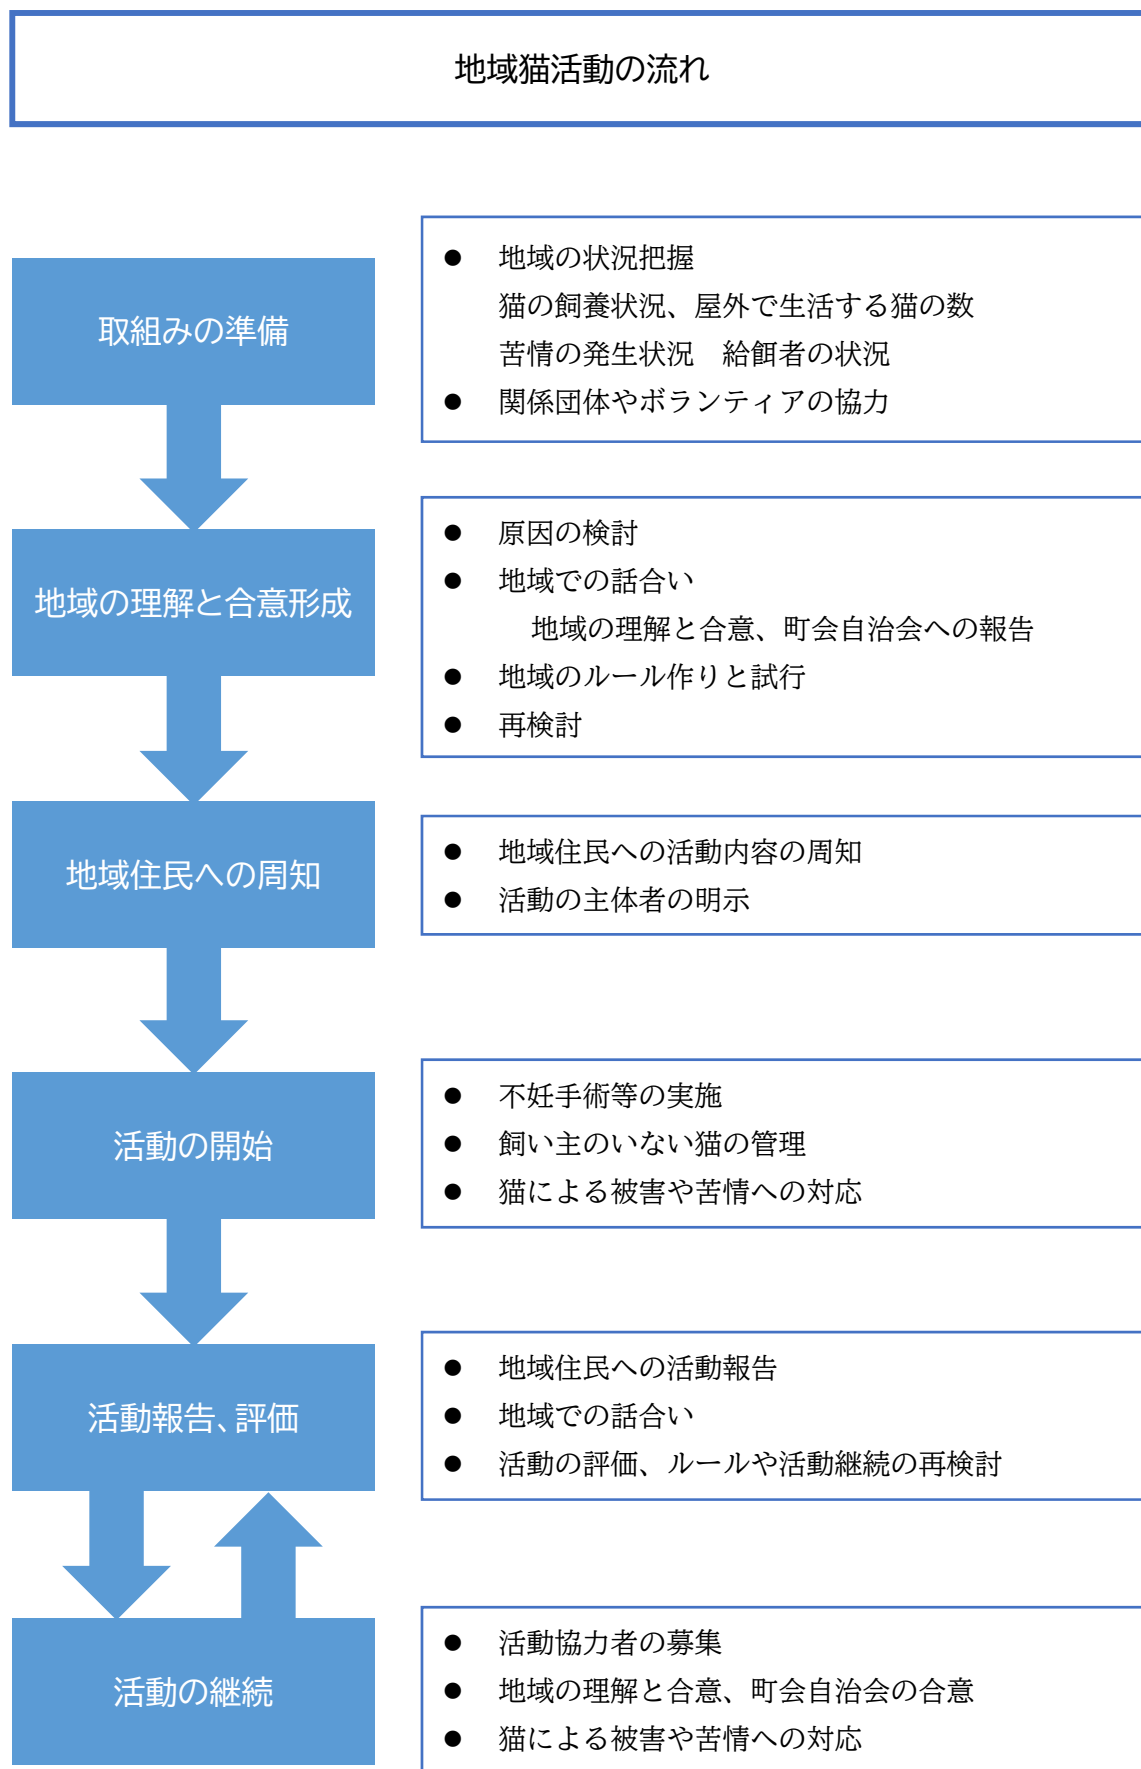 地域猫活動の流れ
取組みの準備
● 地域の状況把握
猫の飼養状況、屋外で生活する猫の数
苦情の発生状況　給餌者の状況
● 関係団体やボランティアの協力
地域の理解と合意形成
● 原因の検討
● 地域での話合い
地域の理解と合意、町会自治会への報告
● 地域のルール作りと試行
● 再検討
地域住民への周知
● 地域住民への活動内容の周知
● 活動の主体者の明示
活動の開始
● 不妊手術等の実施
● 飼い主のいない猫の管理
● 猫による被害や苦情への対応
活動報告、評価
● 地域住民への活動報告
● 地域での話合い
● 活動の評価、ルールや活動継続の再検討
活動の継続
● 活動協力者の募集
● 地域の理解と合意、町会自治会の合意
● 猫による被害や苦情への対応